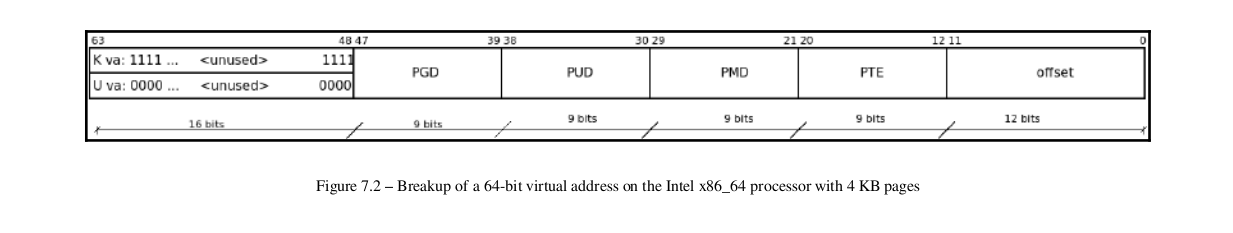 63 48 47 39 38 30 29 21 20 12 11 0
K va: 1111 ... <unused> 1111
PGD PUD PMD PTE offset
U va: 0000 ... <unused> 0000
16 bits 9 bits 9 bits 9 bits 9 bits 12 bits
Figure 7.2 – Breakup of a 64-bit virtual address on the Intel x86_64 processor with 4 KB pages